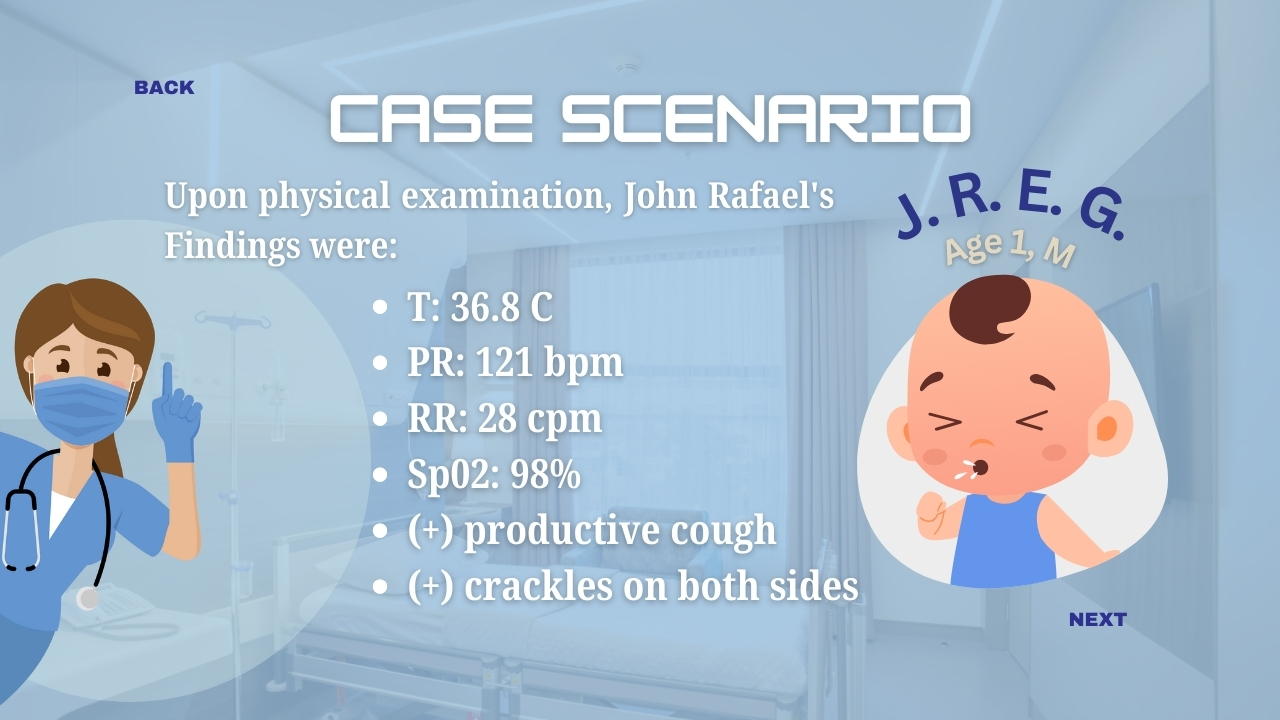 BACK
CASE SCENARIO
Upon physical examination, John Rafael's
Findings were:
J. R. E. G.
Age 1, M
• T: 36.8 C
• PR: 121 bpm
• RR: 28 cpm
• Sp02: 98%
• (+) productive cough
• (+) crackles on both sides
NEXT